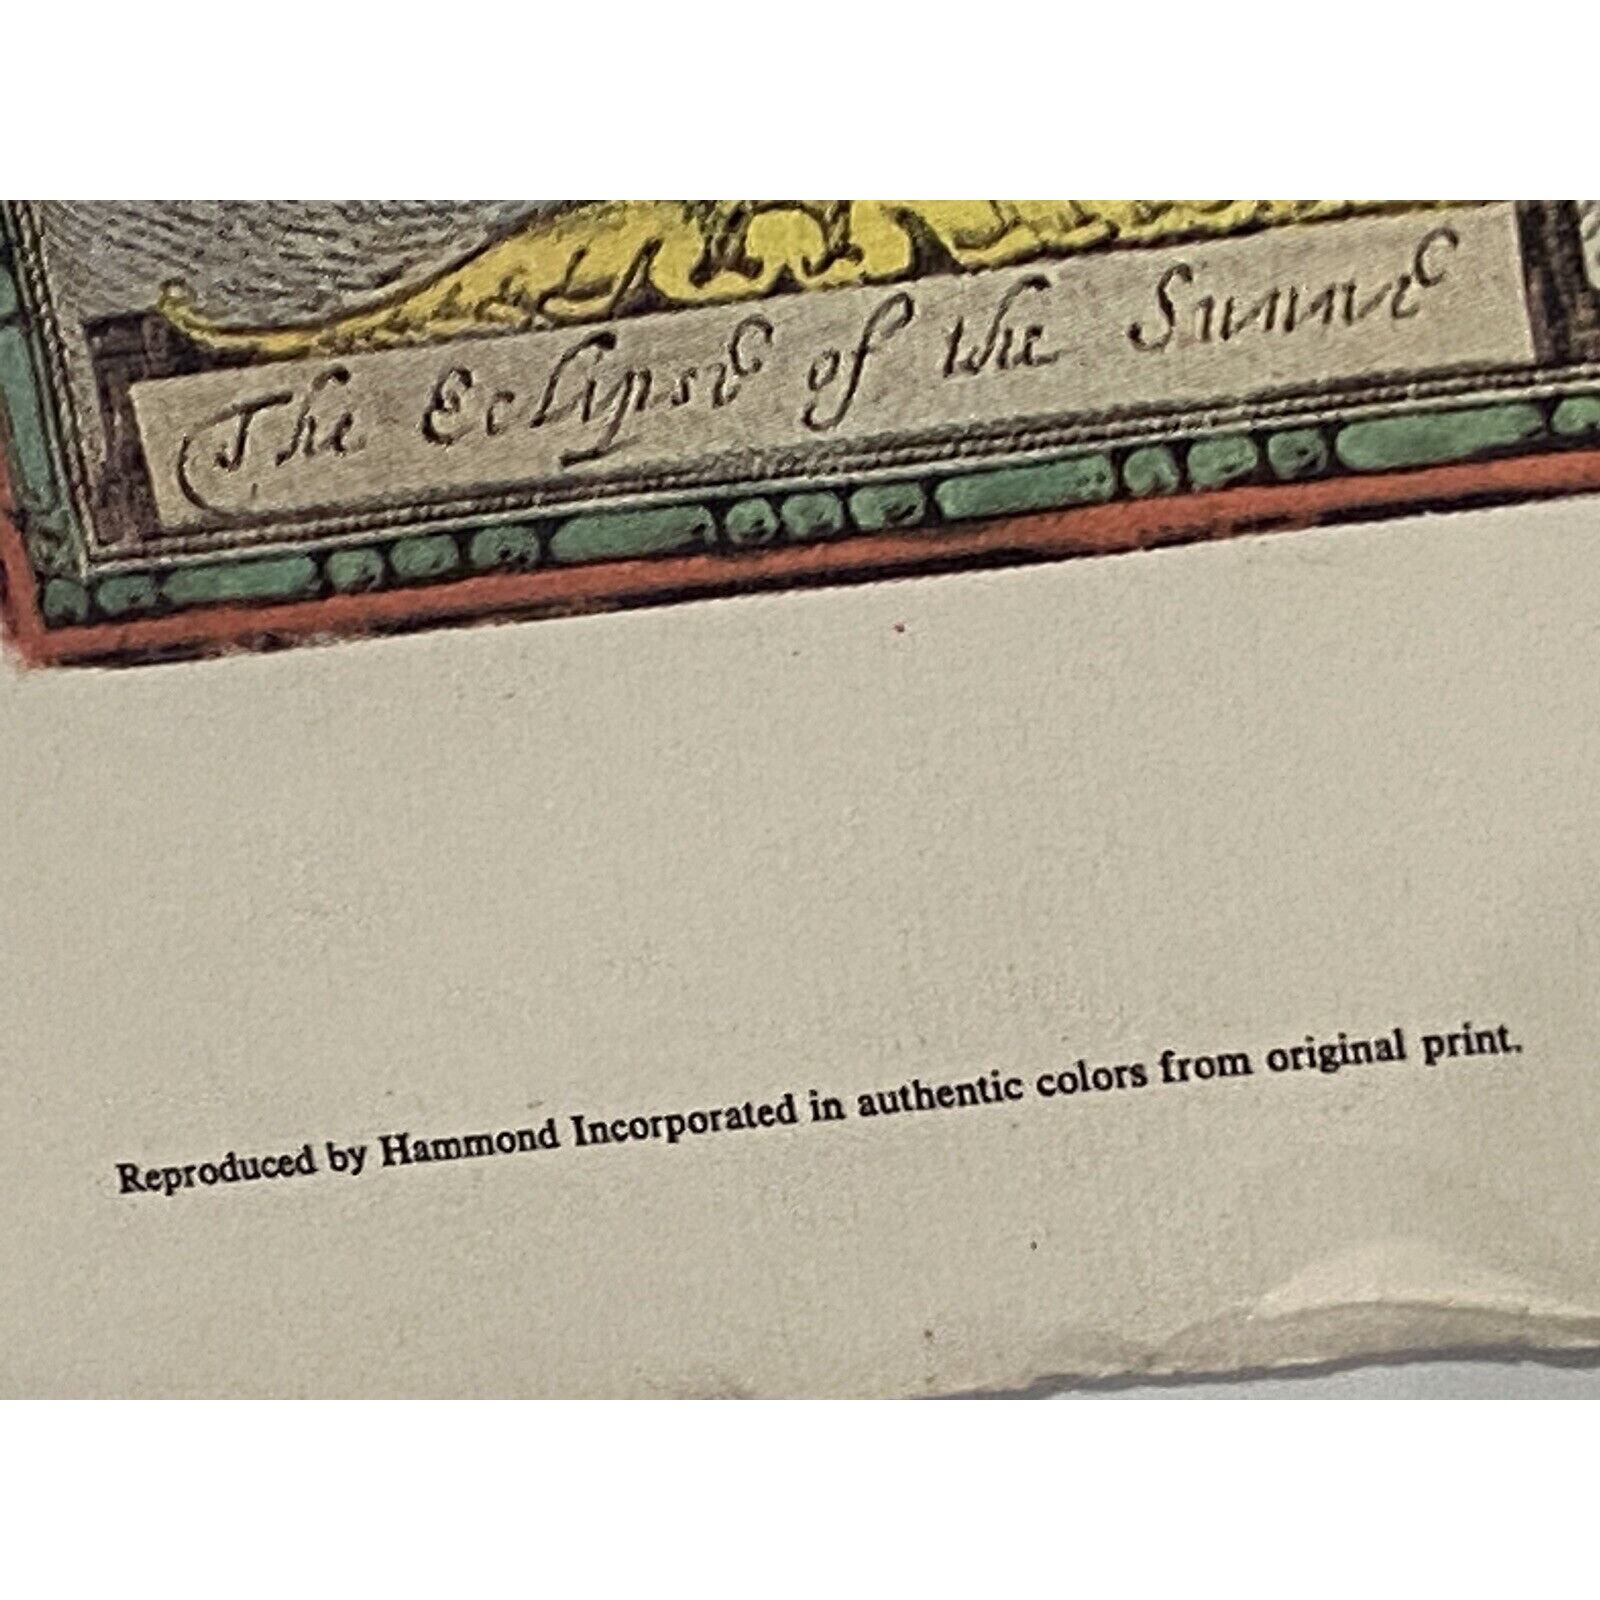 The Eclipse of the Sunne
Reproduced by Hammond Incorporated in authentic colors from original print.